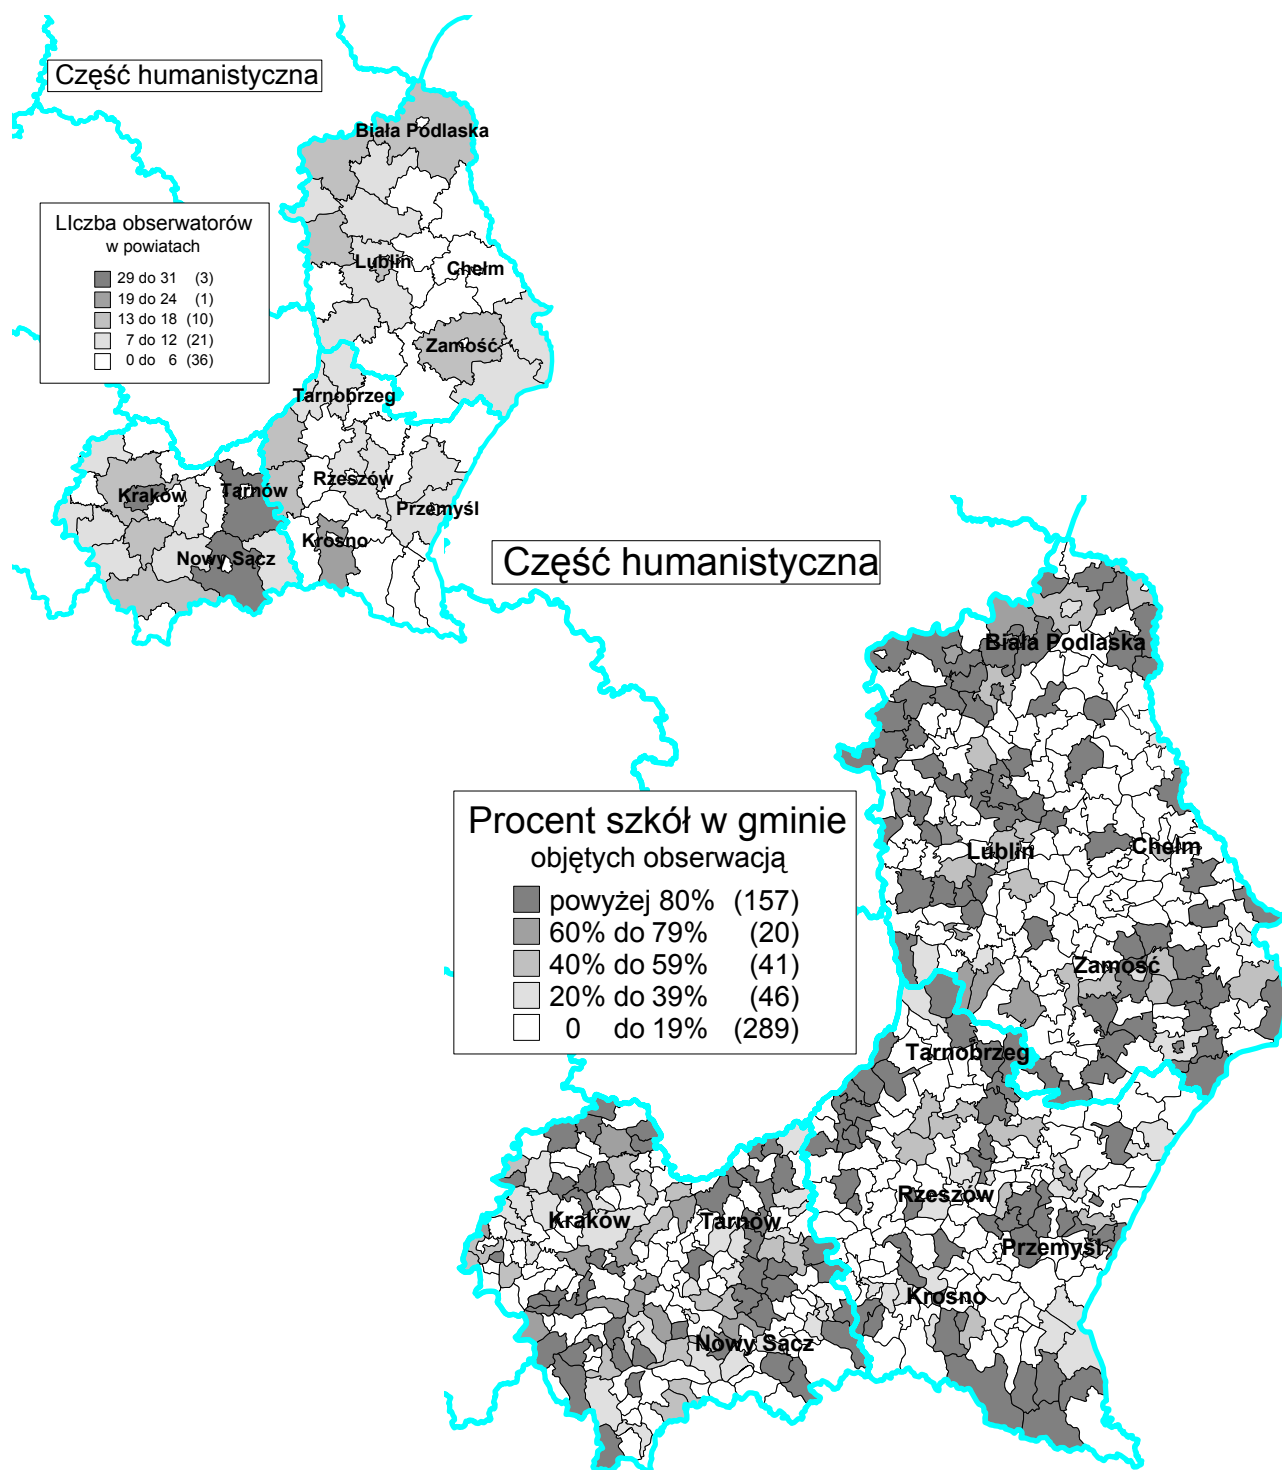 Część humanistyczna
Biała Podlaska
LIczba obserwatorów
w powiatach
29 do 31 (3)
19 do 24 (1)
13 do 18 (10)
7 do 12 (21)
0 do 6 (36)
Lublin
Chełm
Zamość
Tarnobrzeg
Rzeszów
Kraków
Tarnów
Przemyśl
Krosno
Nowy Sącz
Część humanistyczna
Biała Podlaska
Procent szkół w gminie
objętych obserwacją
powyżej 80% (157)
60% do 79% (20)
40% do 59% (41)
20% do 39% (46)
0 do 19% (289)
Lublin
Chełm
Zamość
Tarnobrzeg
Rzeszów
Kraków
Tarnów
Przemyśl
Krosno
Nowy Sącz